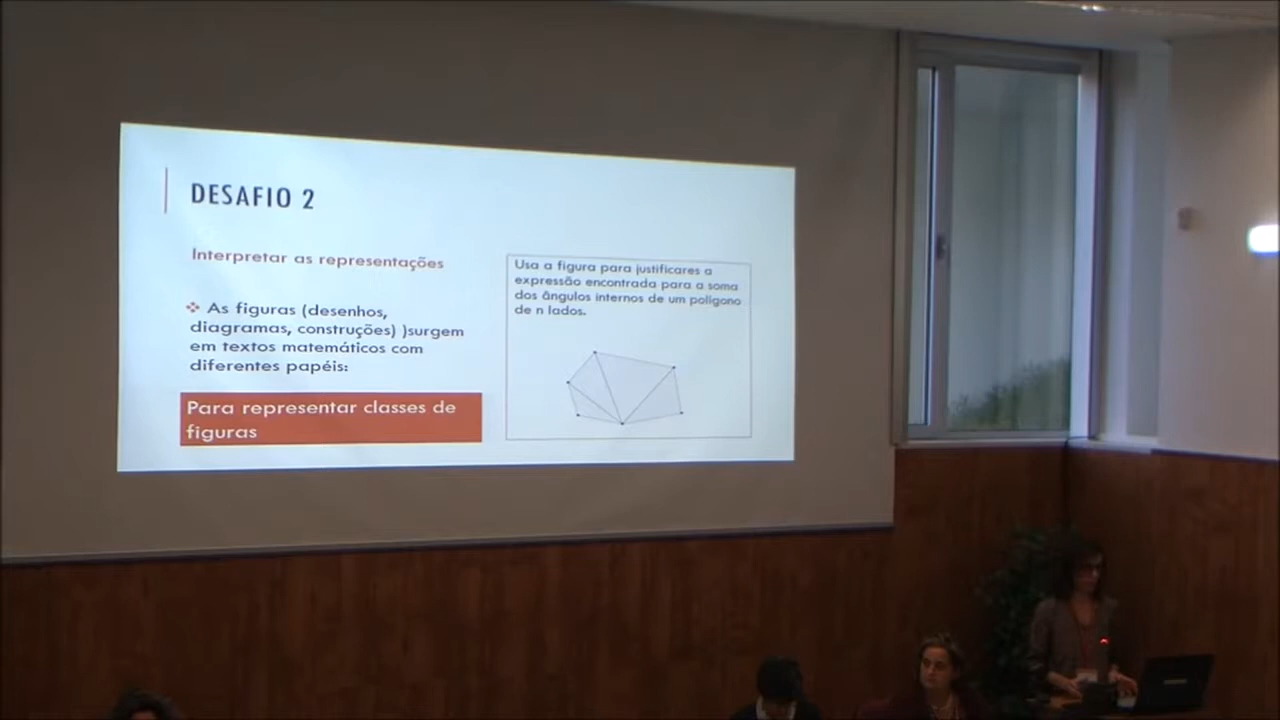 DESAFIO 2
Interpretar as representações
As figuras (desenhos,
diagramas, construções) )surgem
em textos matemáticos com
diferentes papéis:
Para representar classes de
figuras
Usa a figura para justificares a
expressão encontrada para a soma
dos ângulos internos de um polígono
de n lados.